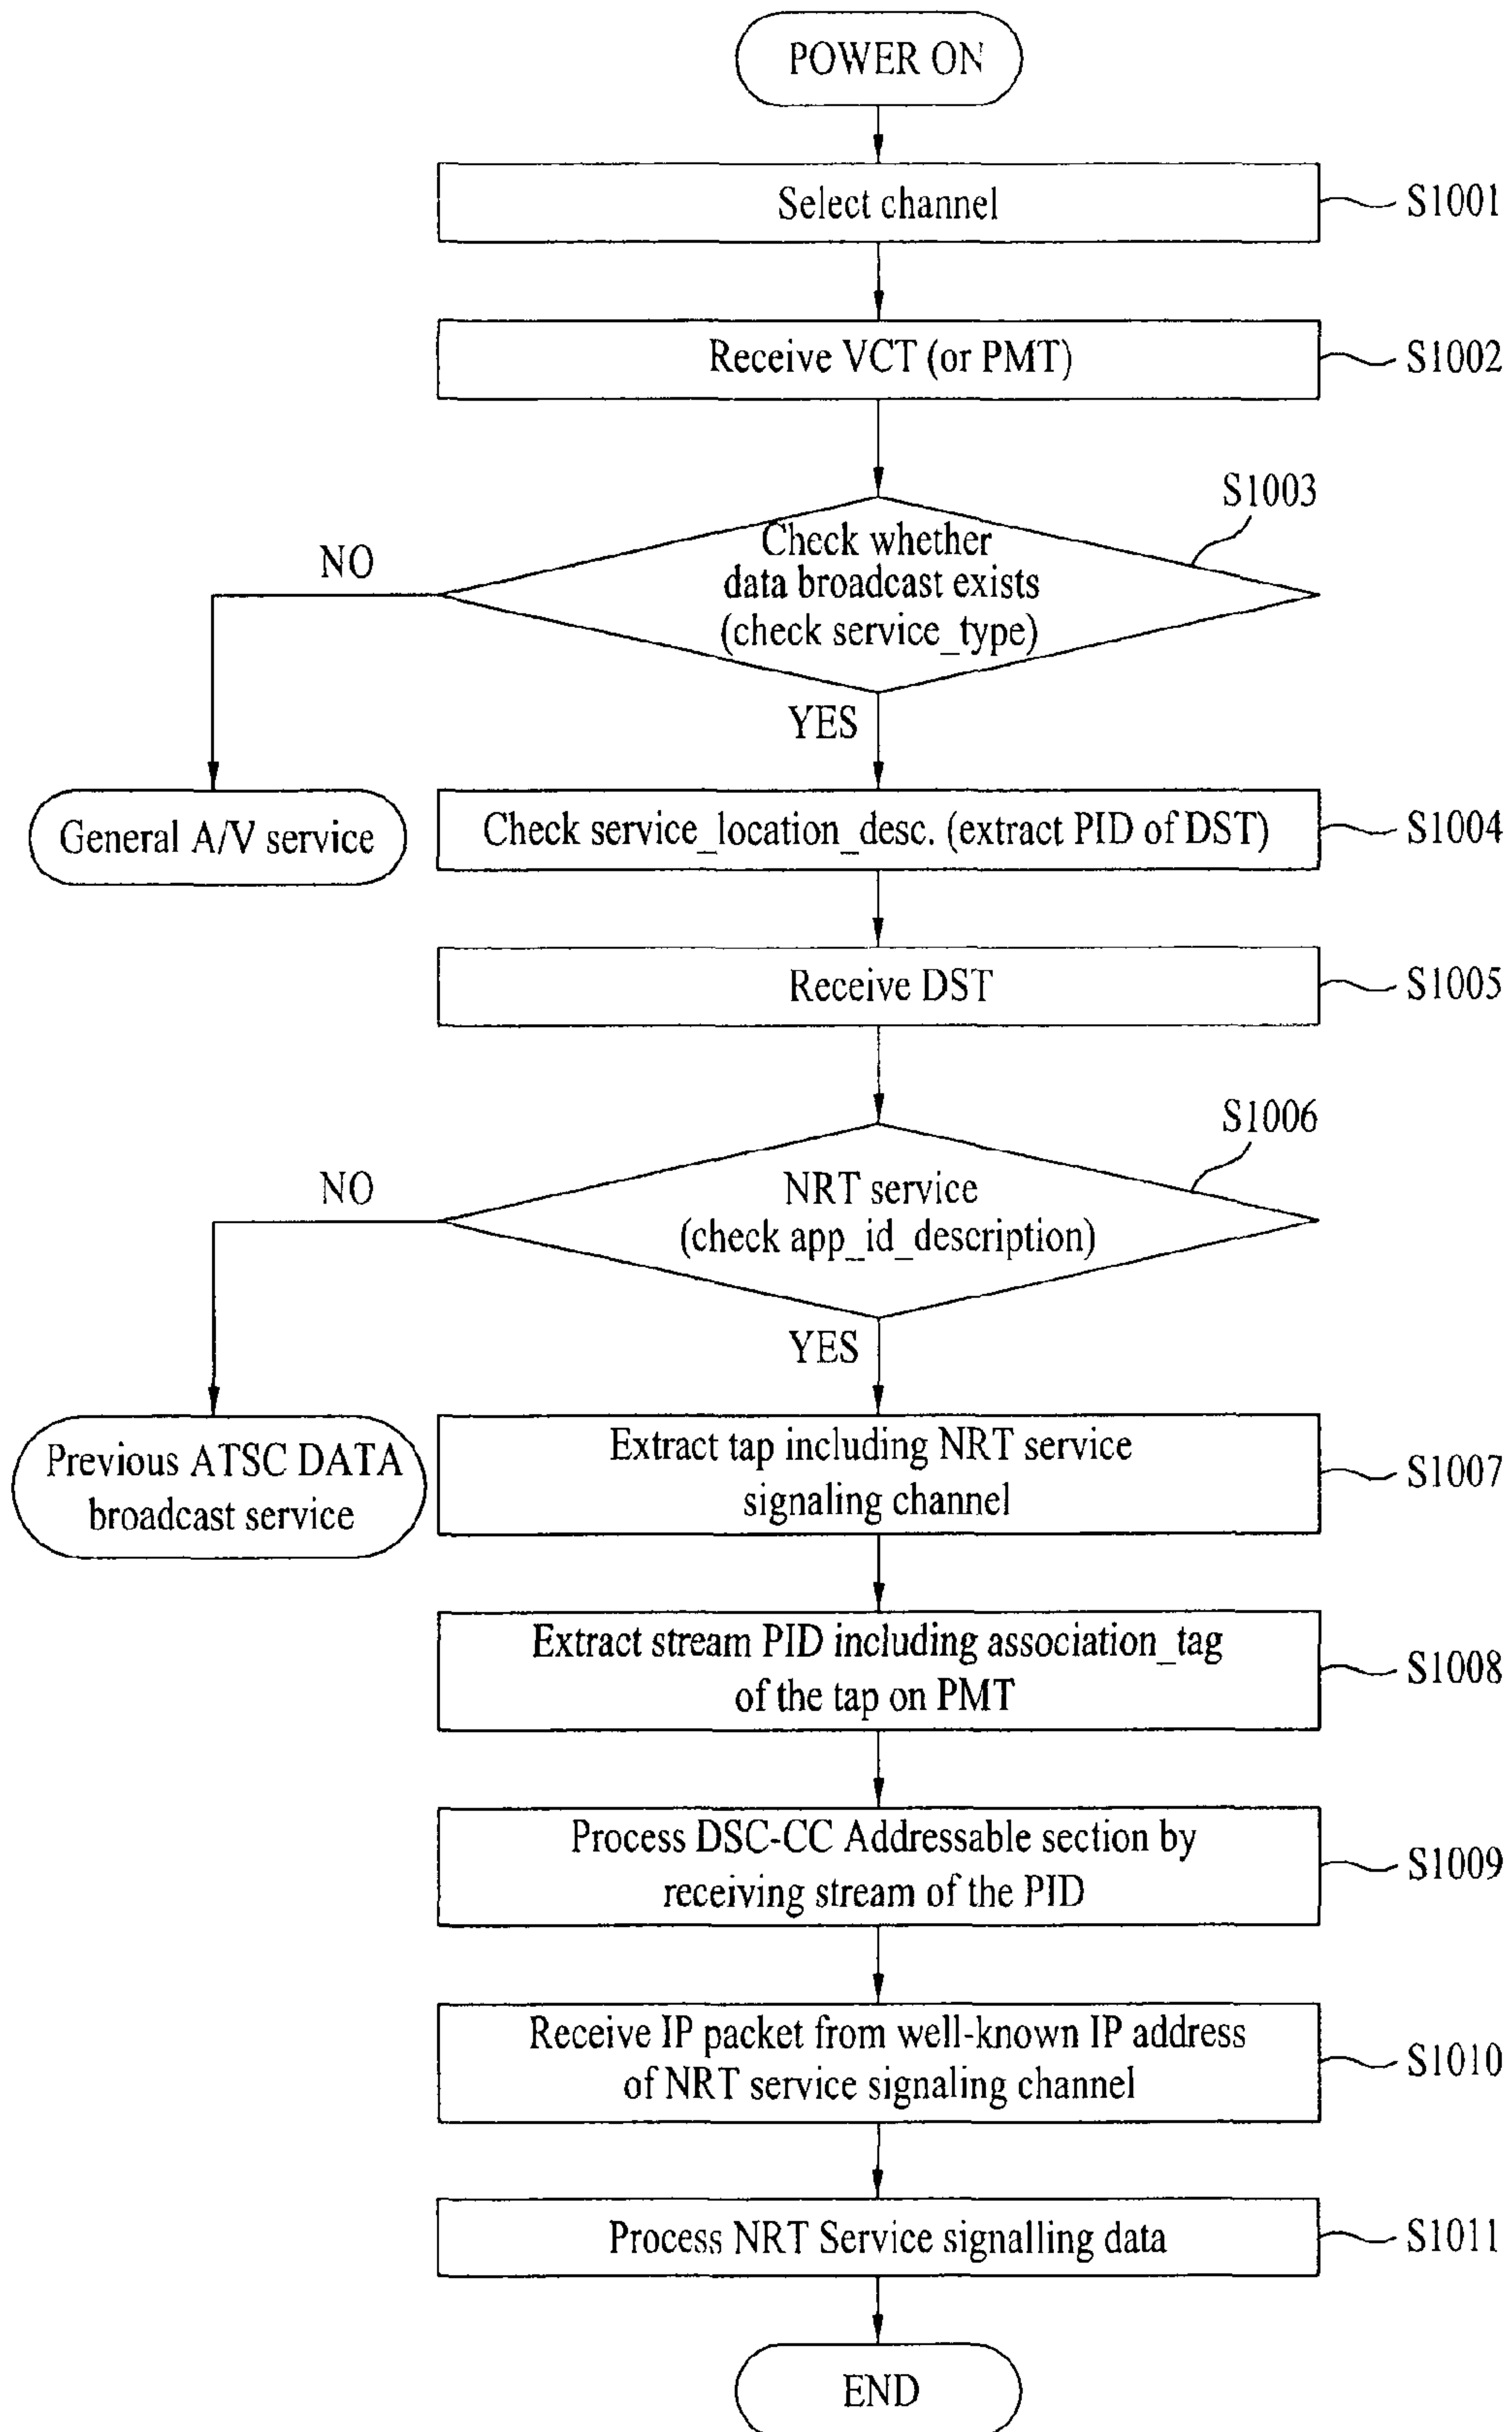 POWER ON
Select channel
S1001
Receive VCT (or PMT)
S1002
S1003
Check whether
data broadcast exists
(check service_type)
NO
YES
General A/V service
Check service_location_desc. (extract PID of DST)
S1004
Receive DST
S1005
S1006
NRT service
(check app_id_description)
NO
YES
Previous ATSC DATA
broadcast service
Extract tap including NRT service
signaling channel
S1007
Extract stream PID including association_tag
of the tap on PMT
S1008
Process DSC-CC Addressable section by
receiving stream of the PID
S1009
Receive IP packet from well-known IP address
of NRT service signaling channel
S1010
Process NRT Service signalling data
S1011
END